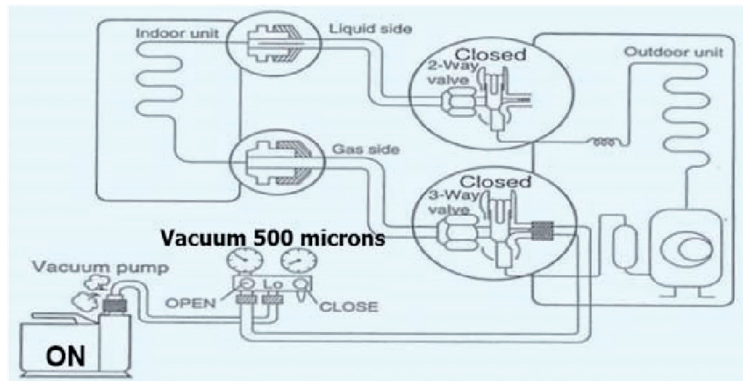 Indoor unit
Liquid side
Closed
2-Way
valve
Outdoor unit
Gas side
Closed
3-Way
valve
Vacuum 500 microns
Vacuum pump
OPEN
Lo
CLOSE
ON